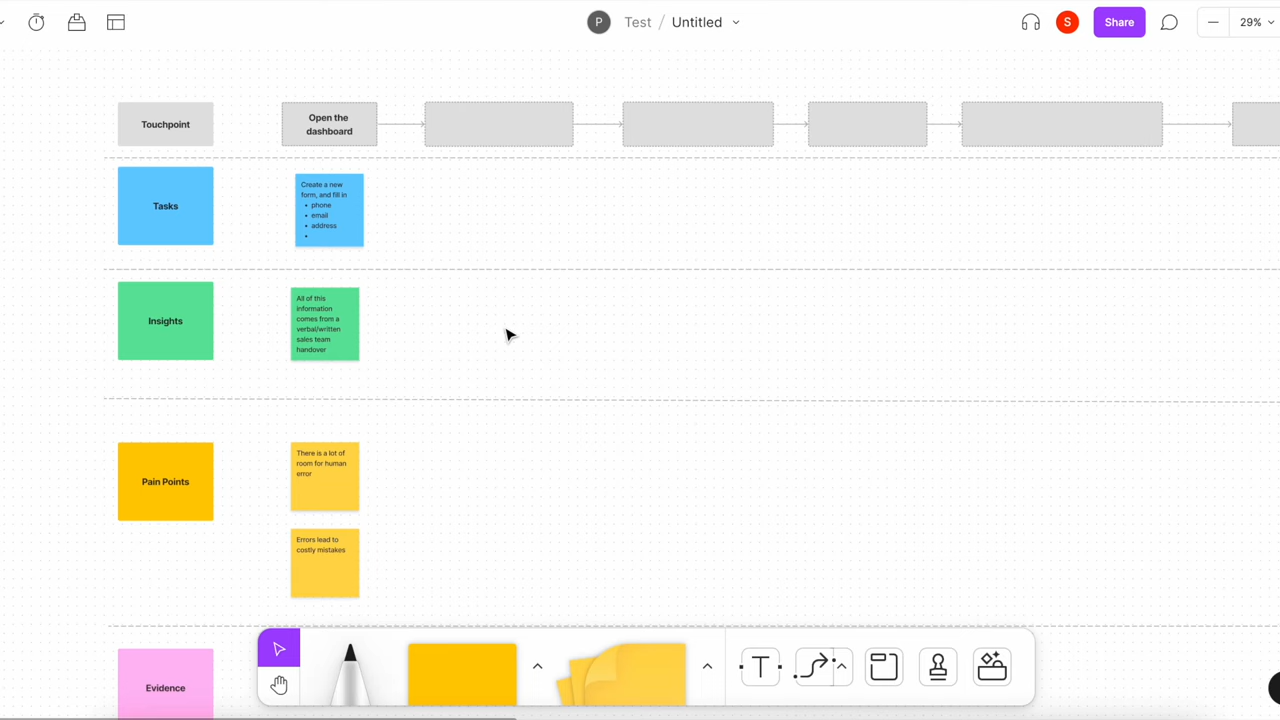 P Test / Untitled
S Share 29%
Touchpoint
Open the
dashboard
Tasks
Create a new
form, and fill in
• phone
• email
• address
•
Insights
All of this
information
comes from a
verbal/written
sales team
handover
Pain Points
There is a lot of
room for human
error
Errors lead to
costly mistakes
Evidence
T